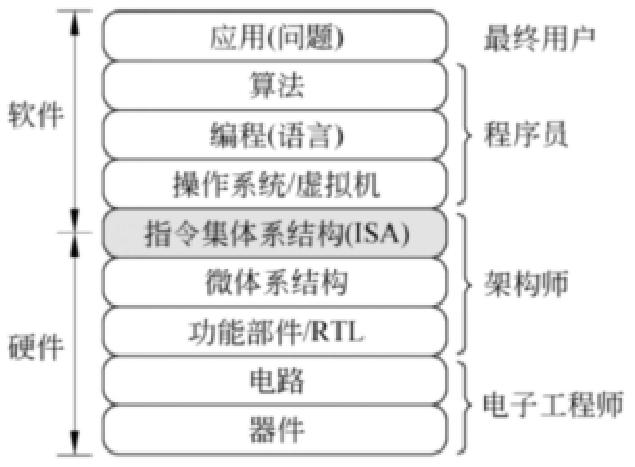 应用(问题)
最终用户
算法
软件
编程(语言)
程序员
操作系统/虚拟机
指令集体系结构(ISA)
微体系结构
架构师
功能部件/RTL
硬件
电路
电子工程师
器件